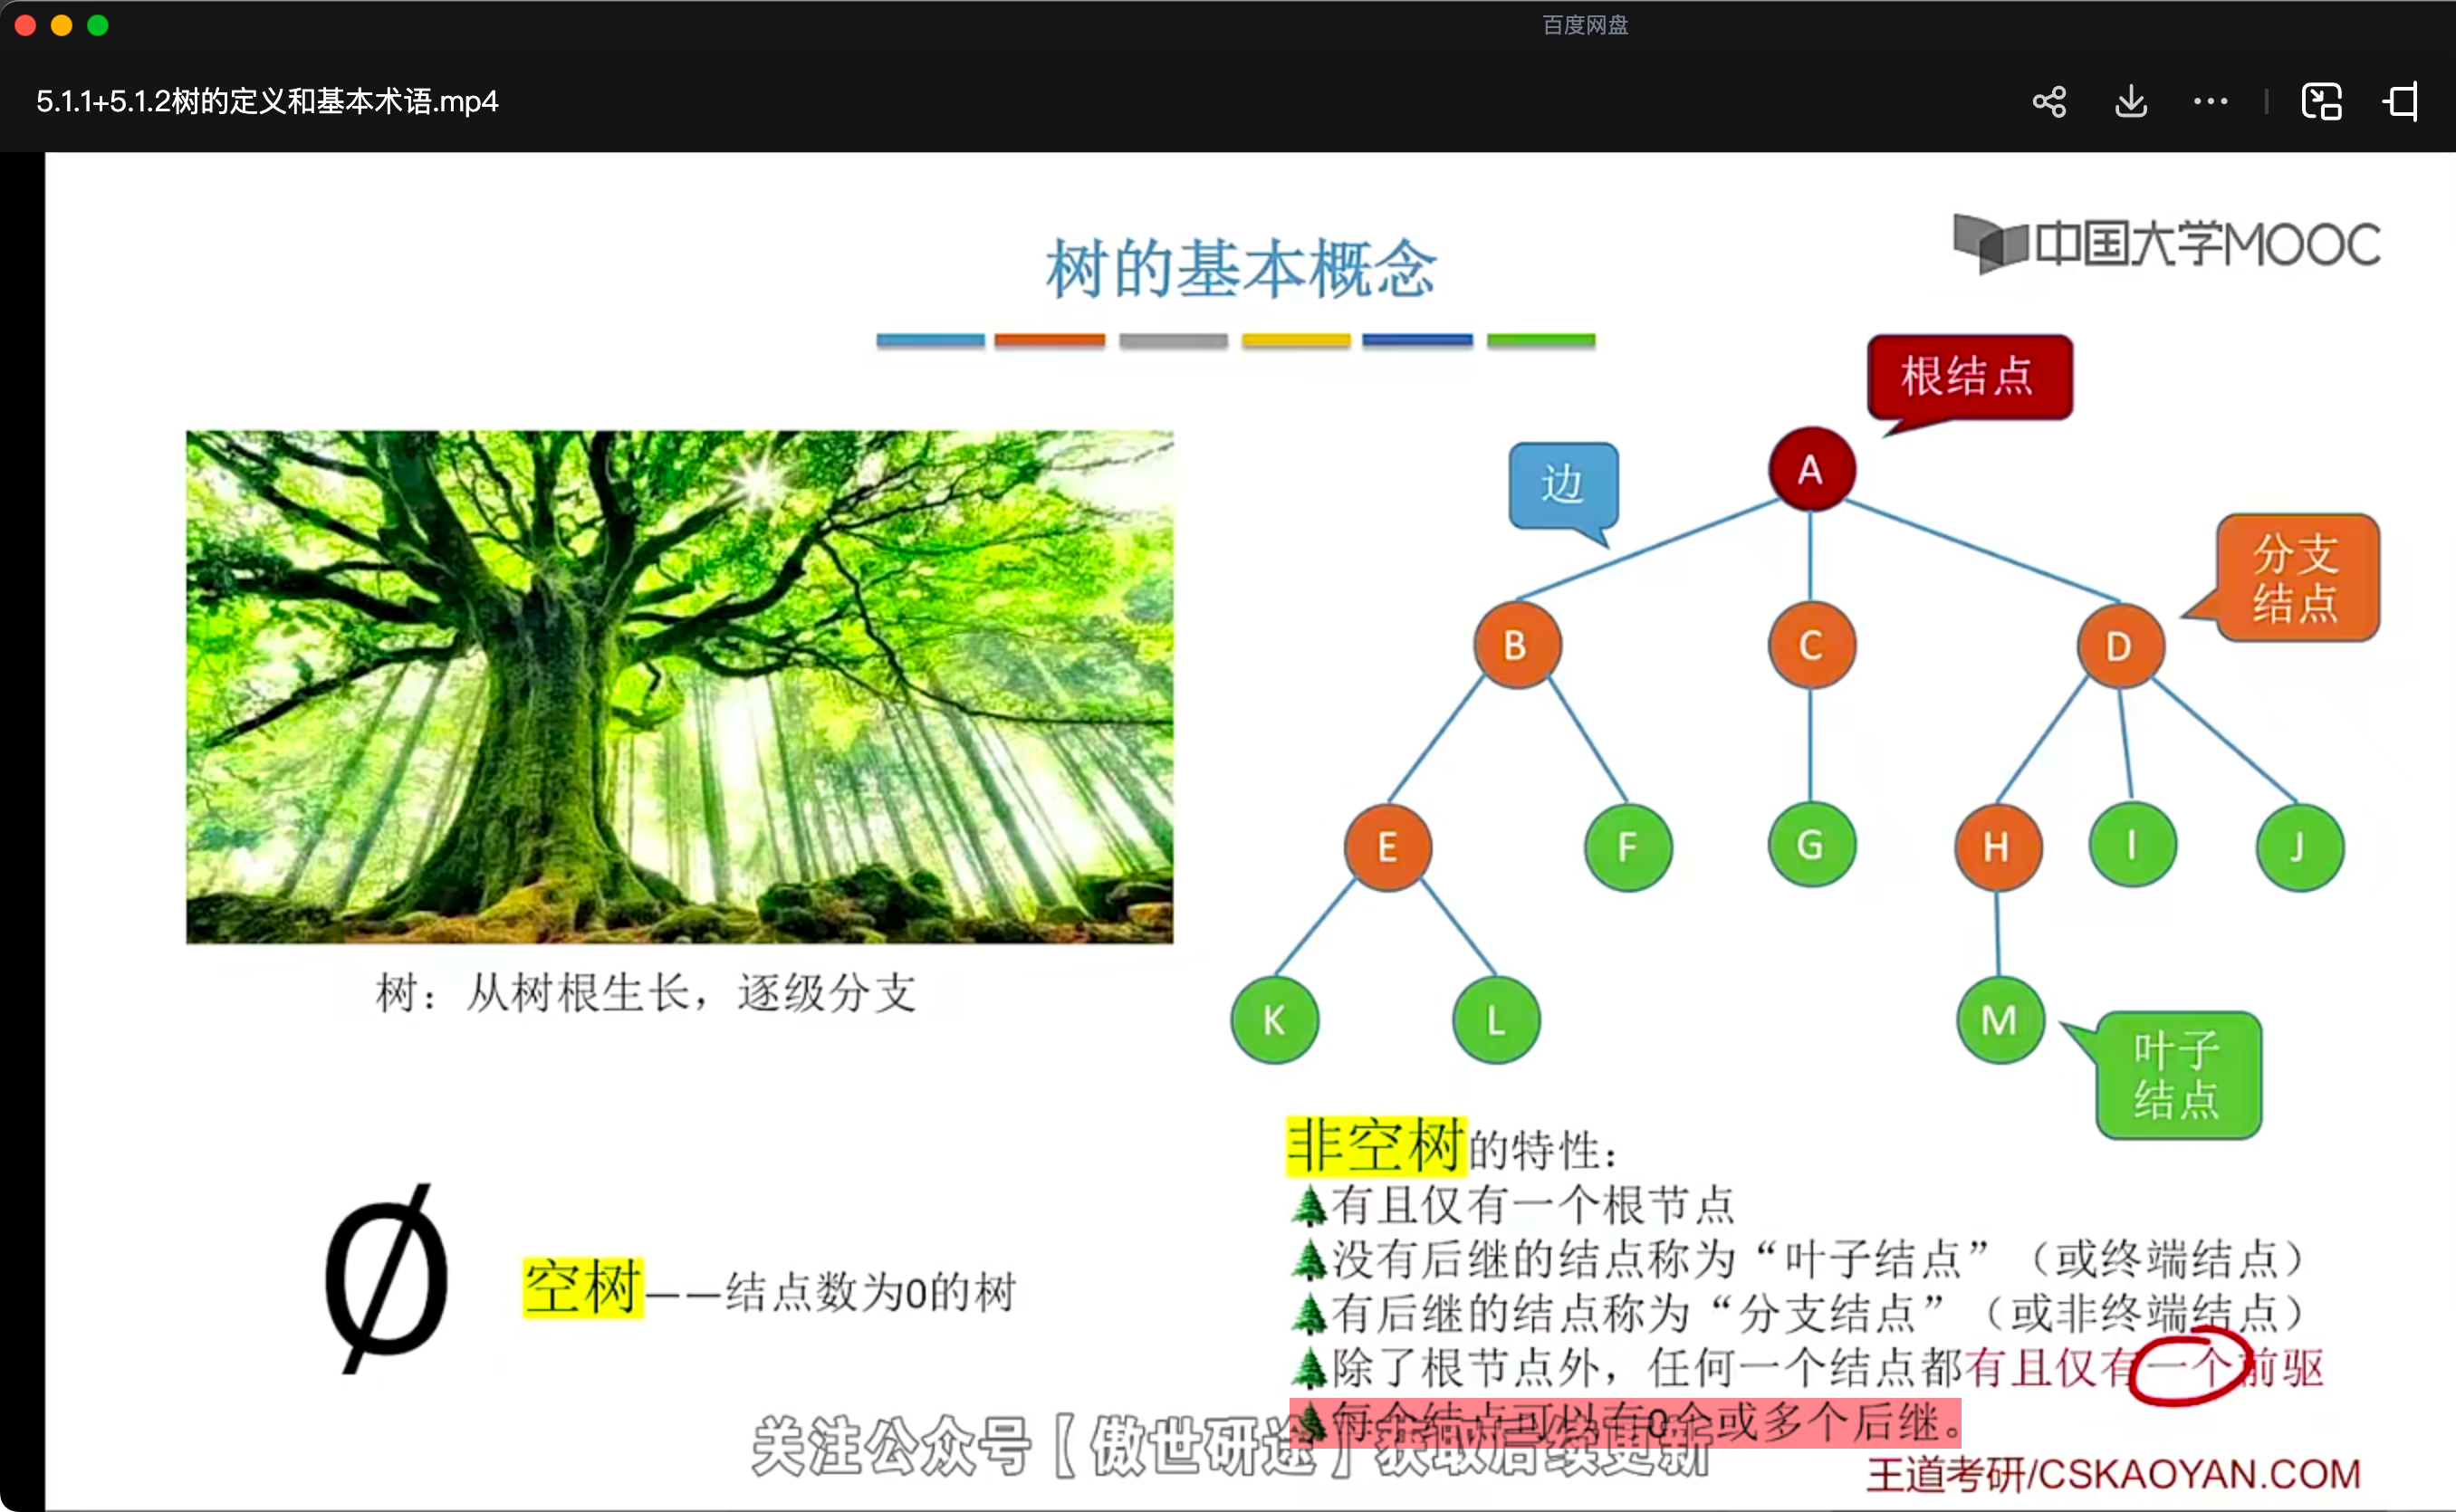 百度网盘
5.1.1+5.1.2树的定义和基本术语.mp4
中国大学MOOC
树的基本概念
根结点
边
分支
结点
A
B
C
D
E
F
G
H
I
J
K
L
M
叶子
结点
树：从树根生长，逐级分支
Ø
空树——结点数为0的树
非空树的特性：
有且仅有一个根节点
没有后继的结点称为“叶子结点”（或终端结点）
有后继的结点称为“分支结点”（或非终端结点）
除了根节点外，任何一个结点都有且仅有一个前驱
每个结点可以有0个或多个后继。
关注公众号【傲世研途】获取后续更新
王道考研/CSKAOYAN.COM